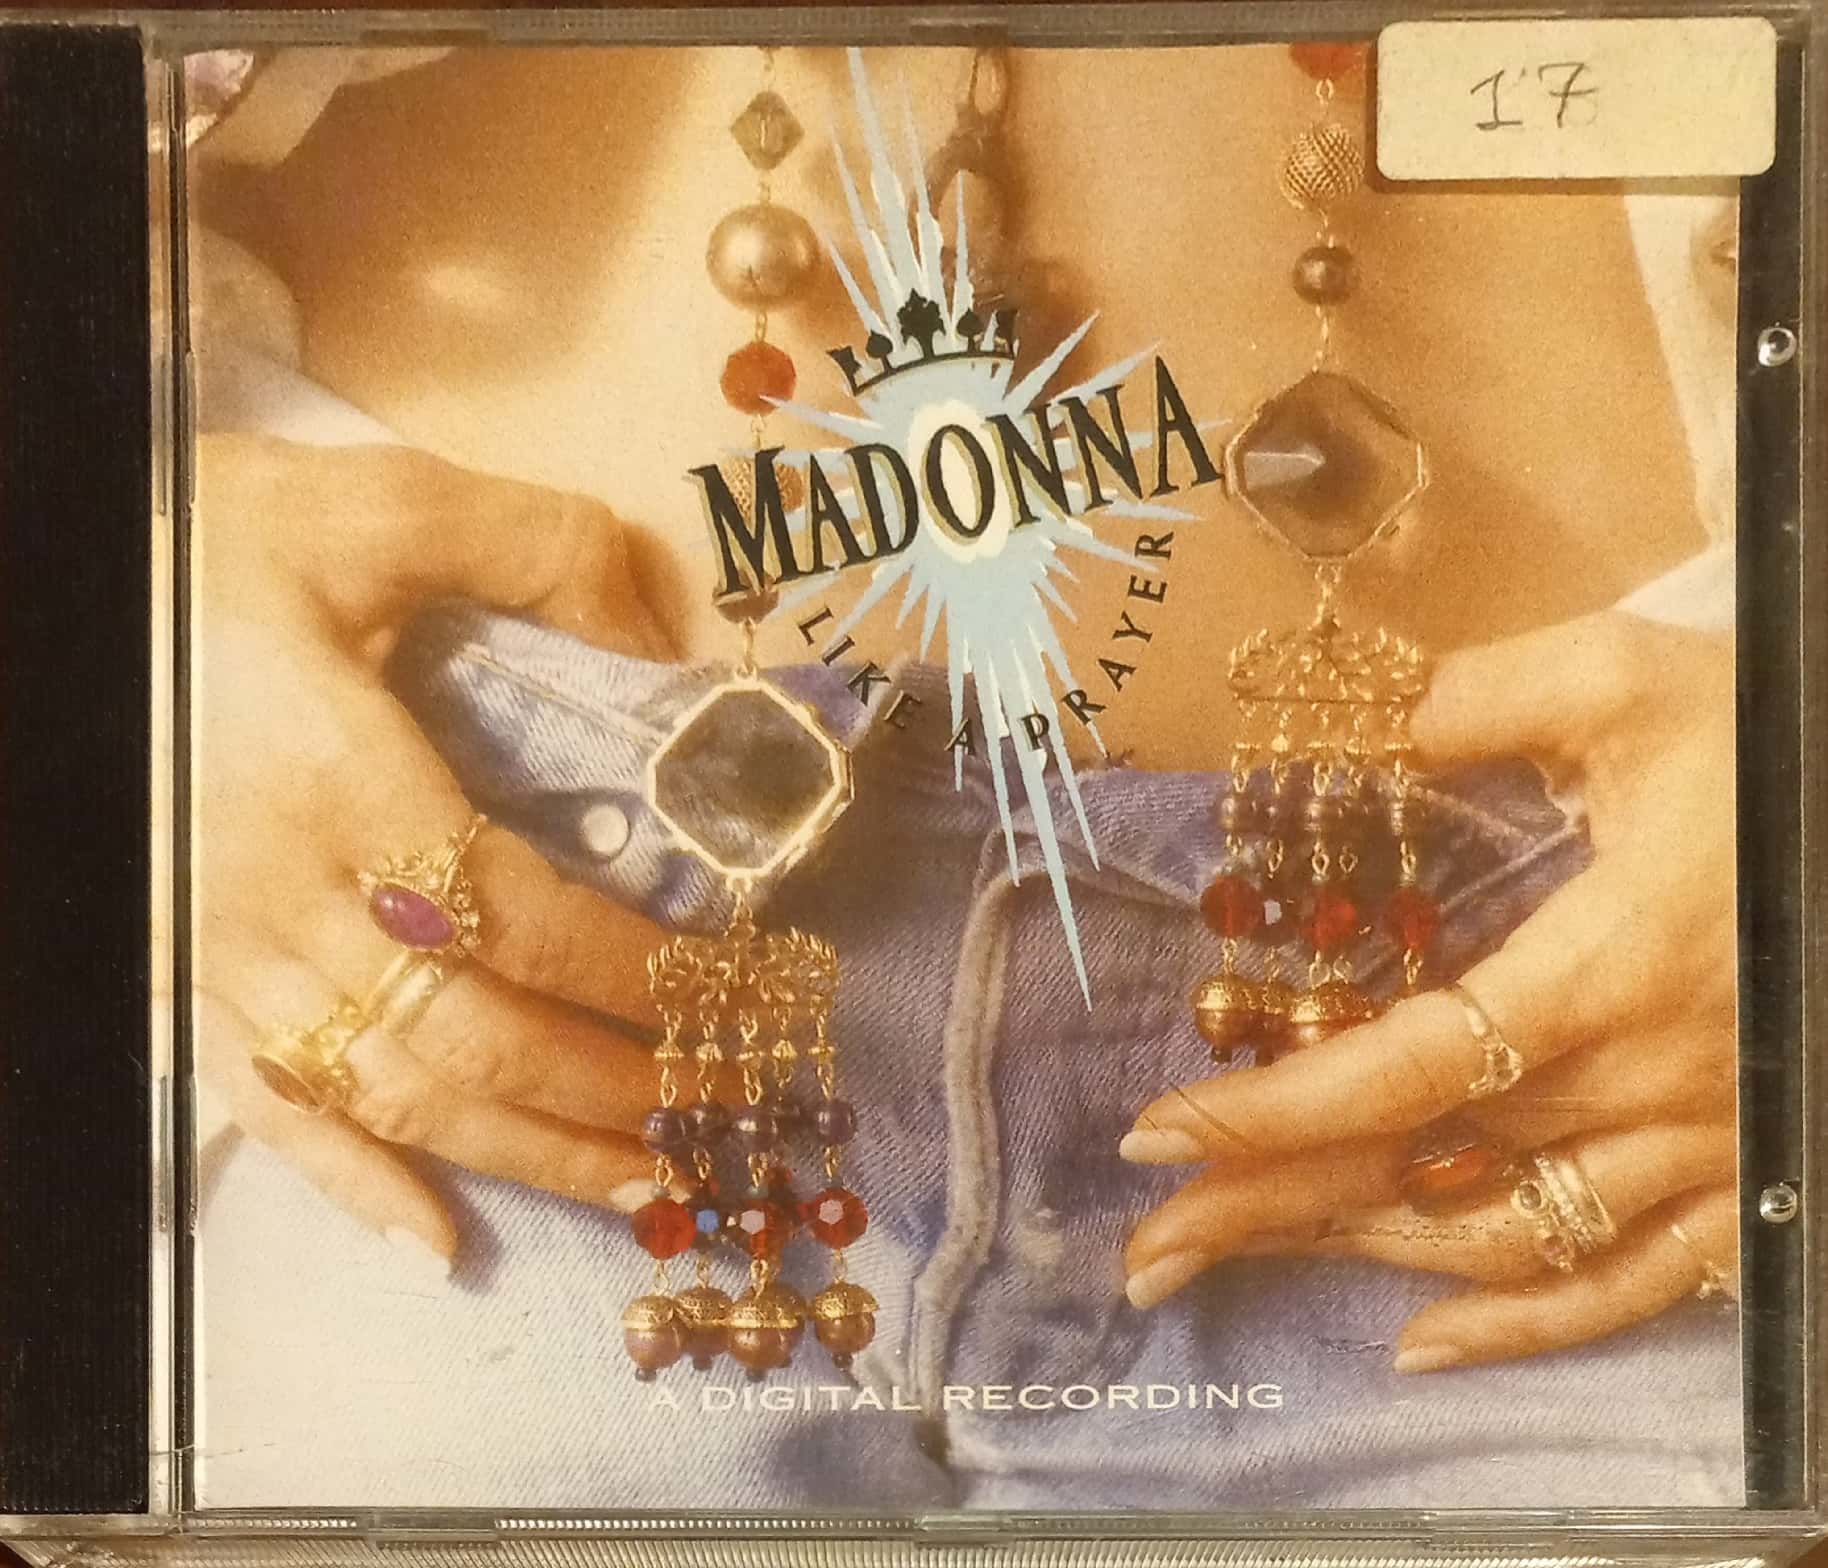 17
MADONNA
LIKE A PRAYER
A DIGITAL RECORDING